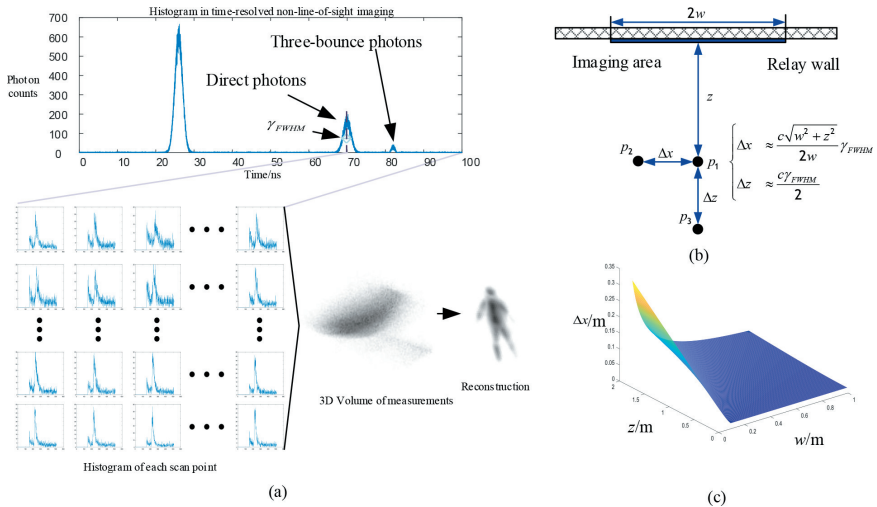 Histogram in time-resolved non-line-of-sight imaging
700
600
500
400
300
200
100
0
Photon
counts
Three-bounce photons
Direct photons
γFWHM
0 10 20 30 40 50 60 70 80 90 100
Time/ns
Histogram of each scan point
3D Volume of measurements
Reconstruction
(a)
2w
Imaging area
Relay wall
z
p2
Δx
p1
Δz
p3
Δx ≈ c√(w² + z²) / 2w γFWHM
Δz ≈ cγFWHM / 2
(b)
0.35
0.3
0.25
0.2
0.15
0.1
0.05
0
Δx/m
2
1.5
1
0.5
0
z/m
0
0.2
0.4
0.6
0.8
1
w/m
(c)